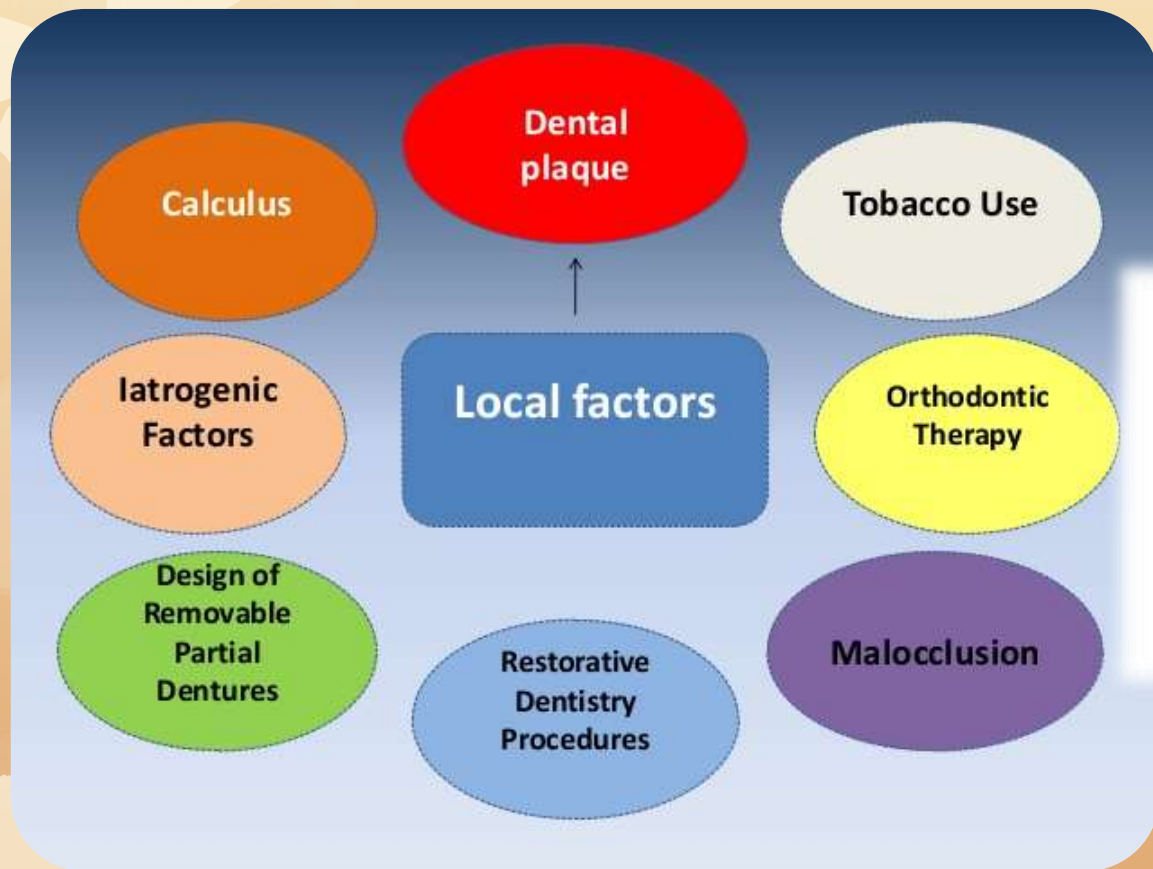 Dental
plaque
Calculus
Tobacco Use
Iatrogenic
Factors
Local factors
Orthodontic
Therapy
Design of
Removable
Partial
Dentures
Restorative
Dentistry
Procedures
Malocclusion